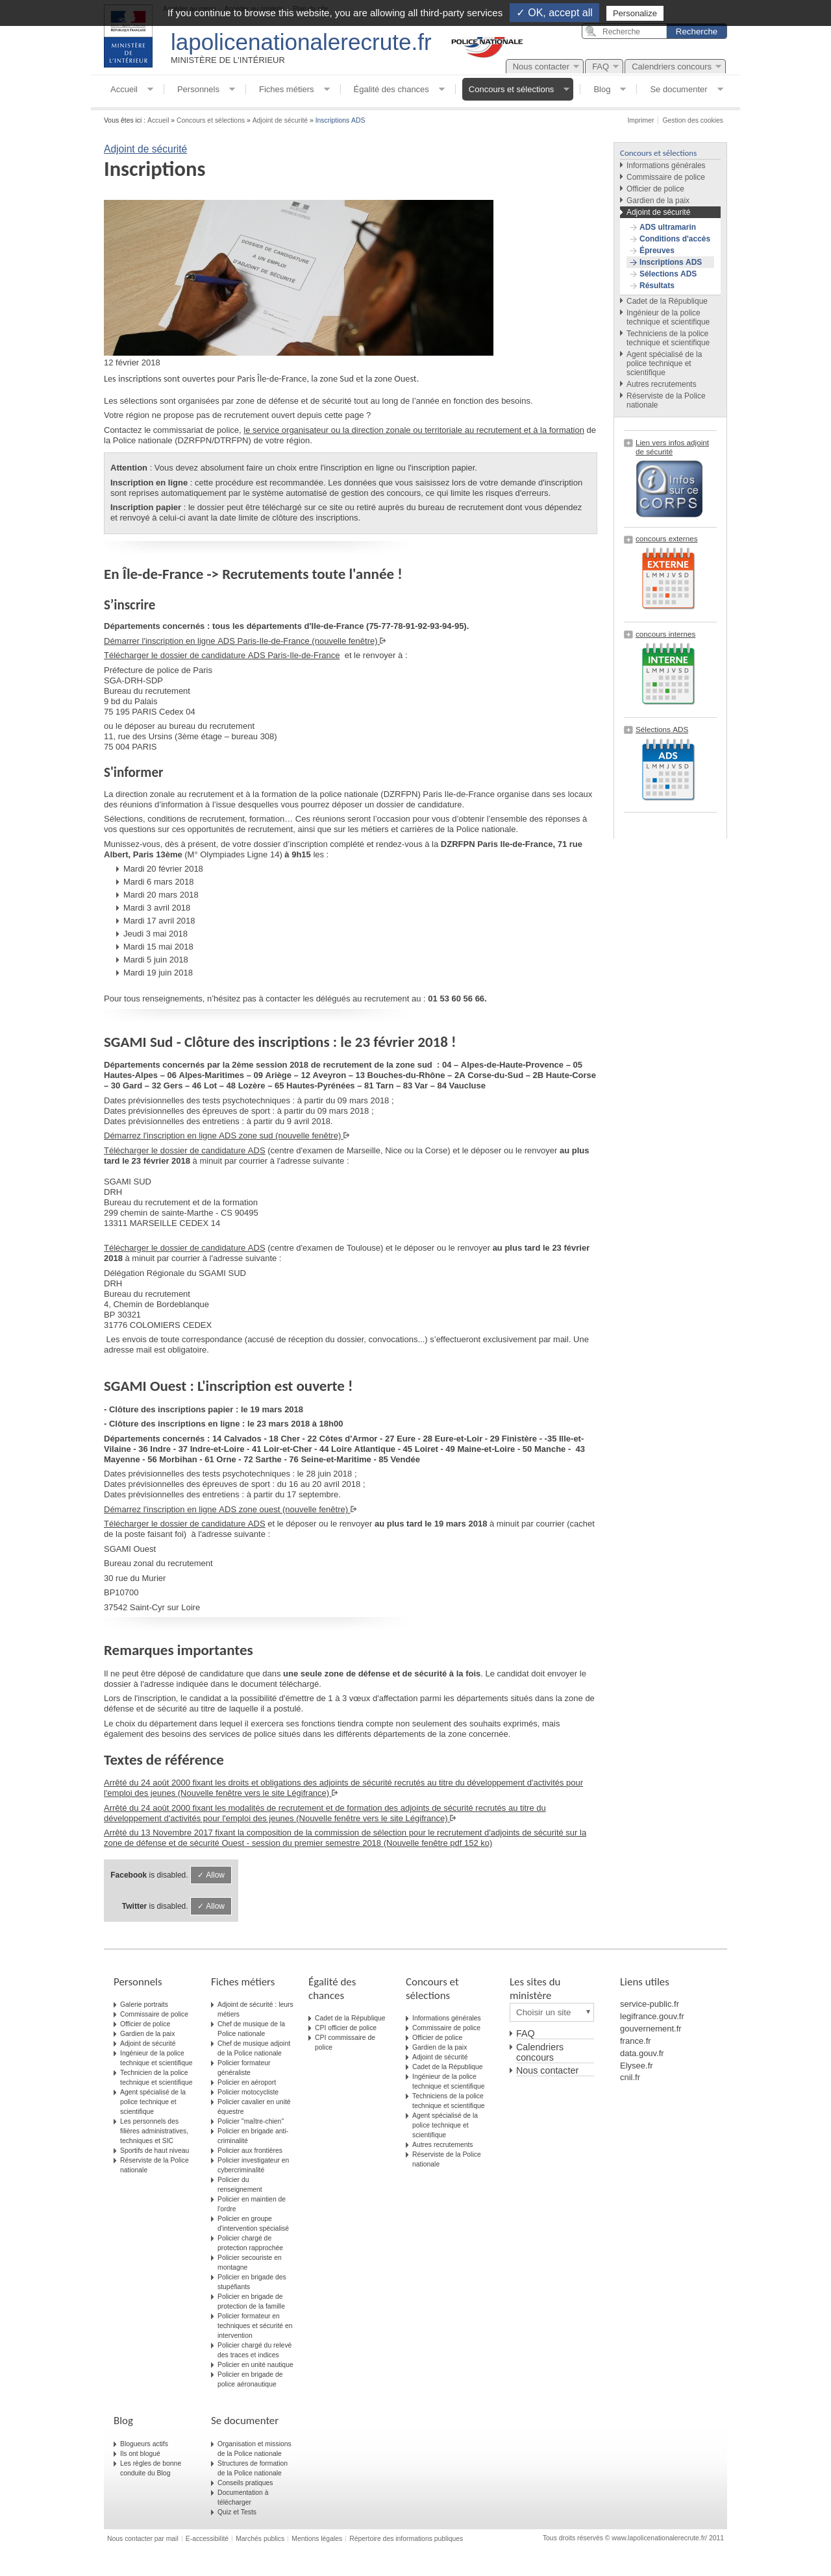 If you continue to browse this website, you are allowing all third-party services ✓ OK, accept all Personalize
MINISTÈRE DE L'INTÉRIEUR
lapolicenationalerecrute.fr
MINISTÈRE DE L'INTÉRIEUR
POLICE NATIONALE
Recherche Recherche
Nous contacter FAQ Calendriers concours
Accueil Personnels Fiches métiers Égalité des chances Concours et sélections Blog Se documenter
Vous êtes ici : Accueil » Concours et sélections » Adjoint de sécurité » Inscriptions ADS
Imprimer | Gestion des cookies
Adjoint de sécurité
Inscriptions
DOSSIER DE CANDIDATURE
À UN EMPLOI
D'ADJOINT DE SÉCURITÉ
12 février 2018
Les inscriptions sont ouvertes pour Paris Île-de-France, la zone Sud et la zone Ouest.
Les sélections sont organisées par zone de défense et de sécurité tout au long de l'année en fonction des besoins.
Votre région ne propose pas de recrutement ouvert depuis cette page ?
Contactez le commissariat de police, le service organisateur ou la direction zonale ou territoriale au recrutement et à la formation de
la Police nationale (DZRFPN/DTRFPN) de votre région.
Attention : Vous devez absolument faire un choix entre l'inscription en ligne ou l'inscription papier.
Inscription en ligne : cette procédure est recommandée. Les données que vous saisissez lors de votre demande d'inscription
sont reprises automatiquement par le système automatisé de gestion des concours, ce qui limite les risques d'erreurs.
Inscription papier : le dossier peut être téléchargé sur ce site ou retiré auprès du bureau de recrutement dont vous dépendez
et renvoyé à celui-ci avant la date limite de clôture des inscriptions.
En Île-de-France -> Recrutements toute l'année !
S'inscrire
Départements concernés : tous les départements d'Ile-de-France (75-77-78-91-92-93-94-95).
Démarrer l'inscription en ligne ADS Paris-Ile-de-France (nouvelle fenêtre)
Télécharger le dossier de candidature ADS Paris-Ile-de-France et le renvoyer à :
Préfecture de police de Paris
SGA-DRH-SDP
Bureau du recrutement
9 bd du Palais
75 195 PARIS Cedex 04
ou le déposer au bureau du recrutement
11, rue des Ursins (3ème étage – bureau 308)
75 004 PARIS
S'informer
La direction zonale au recrutement et à la formation de la police nationale (DZRFPN) Paris Ile-de-France organise dans ses locaux
des réunions d'information à l'issue desquelles vous pourrez déposer un dossier de candidature.
Sélections, conditions de recrutement, formation… Ces réunions seront l'occasion pour vous d'obtenir l'ensemble des réponses à
vos questions sur ces opportunités de recrutement, ainsi que sur les métiers et carrières de la Police nationale.
Munissez-vous, dès à présent, de votre dossier d'inscription complété et rendez-vous à la DZRFPN Paris Ile-de-France, 71 rue
Albert, Paris 13ème (M° Olympiades Ligne 14) à 9h15 les :
Mardi 20 février 2018
Mardi 6 mars 2018
Mardi 20 mars 2018
Mardi 3 avril 2018
Mardi 17 avril 2018
Jeudi 3 mai 2018
Mardi 15 mai 2018
Mardi 5 juin 2018
Mardi 19 juin 2018
Pour tous renseignements, n'hésitez pas à contacter les délégués au recrutement au : 01 53 60 56 66.
SGAMI Sud - Clôture des inscriptions : le 23 février 2018 !
Départements concernés par la 2ème session 2018 de recrutement de la zone sud : 04 – Alpes-de-Haute-Provence – 05
Hautes-Alpes – 06 Alpes-Maritimes – 09 Ariège – 12 Aveyron – 13 Bouches-du-Rhône – 2A Corse-du-Sud – 2B Haute-Corse
– 30 Gard – 32 Gers – 46 Lot – 48 Lozère – 65 Hautes-Pyrénées – 81 Tarn – 83 Var – 84 Vaucluse
Dates prévisionnelles des tests psychotechniques : à partir du 09 mars 2018 ;
Dates prévisionnelles des épreuves de sport : à partir du 09 mars 2018 ;
Dates prévisionnelles des entretiens : à partir du 9 avril 2018.
Démarrez l'inscription en ligne ADS zone sud (nouvelle fenêtre)
Télécharger le dossier de candidature ADS (centre d'examen de Marseille, Nice ou la Corse) et le déposer ou le renvoyer au plus
tard le 23 février 2018 à minuit par courrier à l'adresse suivante :
SGAMI SUD
DRH
Bureau du recrutement et de la formation
299 chemin de sainte-Marthe - CS 90495
13311 MARSEILLE CEDEX 14
Télécharger le dossier de candidature ADS (centre d'examen de Toulouse) et le déposer ou le renvoyer au plus tard le 23 février
2018 à minuit par courrier à l'adresse suivante :
Délégation Régionale du SGAMI SUD
DRH
Bureau du recrutement
4, Chemin de Bordeblanque
BP 30321
31776 COLOMIERS CEDEX
Les envois de toute correspondance (accusé de réception du dossier, convocations...) s'effectueront exclusivement par mail. Une
adresse mail est obligatoire.
SGAMI Ouest : L'inscription est ouverte !
- Clôture des inscriptions papier : le 19 mars 2018
- Clôture des inscriptions en ligne : le 23 mars 2018 à 18h00
Départements concernés : 14 Calvados - 18 Cher - 22 Côtes d'Armor - 27 Eure - 28 Eure-et-Loir - 29 Finistère - -35 Ille-et-
Vilaine - 36 Indre - 37 Indre-et-Loire - 41 Loir-et-Cher - 44 Loire Atlantique - 45 Loiret - 49 Maine-et-Loire - 50 Manche - 43
Mayenne - 56 Morbihan - 61 Orne - 72 Sarthe - 76 Seine-et-Maritime - 85 Vendée
Dates prévisionnelles des tests psychotechniques : le 28 juin 2018 ;
Dates prévisionnelles des épreuves de sport : du 16 au 20 avril 2018 ;
Dates prévisionnelles des entretiens : à partir du 17 septembre.
Démarrez l'inscription en ligne ADS zone ouest (nouvelle fenêtre)
Télécharger le dossier de candidature ADS et le déposer ou le renvoyer au plus tard le 19 mars 2018 à minuit par courrier (cachet
de la poste faisant foi) à l'adresse suivante :
SGAMI Ouest
Bureau zonal du recrutement
30 rue du Murier
BP10700
37542 Saint-Cyr sur Loire
Remarques importantes
Il ne peut être déposé de candidature que dans une seule zone de défense et de sécurité à la fois. Le candidat doit envoyer le
dossier à l'adresse indiquée dans le document téléchargé.
Lors de l'inscription, le candidat a la possibilité d'émettre de 1 à 3 vœux d'affectation parmi les départements situés dans la zone de
défense et de sécurité au titre de laquelle il a postulé.
Le choix du département dans lequel il exercera ses fonctions tiendra compte non seulement des souhaits exprimés, mais
également des besoins des services de police situés dans les différents départements de la zone concernée.
Textes de référence
Arrêté du 24 août 2000 fixant les droits et obligations des adjoints de sécurité recrutés au titre du développement d'activités pour
l'emploi des jeunes (Nouvelle fenêtre vers le site Légifrance)
Arrêté du 24 août 2000 fixant les modalités de recrutement et de formation des adjoints de sécurité recrutés au titre du
développement d'activités pour l'emploi des jeunes (Nouvelle fenêtre vers le site Légifrance)
Arrêté du 13 Novembre 2017 fixant la composition de la commission de sélection pour le recrutement d'adjoints de sécurité sur la
zone de défense et de sécurité Ouest - session du premier semestre 2018 (Nouvelle fenêtre pdf 152 ko)
Facebook is disabled. ✓ Allow
Twitter is disabled. ✓ Allow
Concours et sélections
Informations générales
Commissaire de police
Officier de police
Gardien de la paix
Adjoint de sécurité
ADS ultramarin
Conditions d'accès
Épreuves
Inscriptions ADS
Sélections ADS
Résultats
Cadet de la République
Ingénieur de la police
technique et scientifique
Techniciens de la police
technique et scientifique
Agent spécialisé de la
police technique et
scientifique
Autres recrutements
Réserviste de la Police
nationale
Lien vers infos adjoint
de sécurité
Infos
sur ce
CORPS
concours externes
EXTERNE
L M M J V S D
concours internes
INTERNE
L M M J V S D
Sélections ADS
ADS
L M M J V S D
Personnels
Galerie portraits
Commissaire de police
Officier de police
Gardien de la paix
Adjoint de sécurité
Ingénieur de la police
technique et scientifique
Technicien de la police
technique et scientifique
Agent spécialisé de la
police technique et
scientifique
Les personnels des
filières administratives,
techniques et SIC
Sportifs de haut niveau
Réserviste de la Police
nationale
Fiches métiers
Adjoint de sécurité : leurs
métiers
Chef de musique de la
Police nationale
Chef de musique adjoint
de la Police nationale
Policier formateur
généraliste
Policier en aéroport
Policier motocycliste
Policier cavalier en unité
équestre
Policier "maître-chien"
Policier en brigade anti-
criminalité
Policier aux frontières
Policier investigateur en
cybercriminalité
Policier du
renseignement
Policier en maintien de
l'ordre
Policier en groupe
d'intervention spécialisé
Policier chargé de
protection rapprochée
Policier secouriste en
montagne
Policier en brigade des
stupéfiants
Policier en brigade de
protection de la famille
Policier formateur en
techniques et sécurité en
intervention
Policier chargé du relevé
des traces et indices
Policier en unité nautique
Policier en brigade de
police aéronautique
Égalité des
chances
Cadet de la République
CPI officier de police
CPI commissaire de
police
Concours et
sélections
Informations générales
Commissaire de police
Officier de police
Gardien de la paix
Adjoint de sécurité
Cadet de la République
Ingénieur de la police
technique et scientifique
Techniciens de la police
technique et scientifique
Agent spécialisé de la
police technique et
scientifique
Autres recrutements
Réserviste de la Police
nationale
Les sites du
ministère
Choisir un site
FAQ
Calendriers
concours
Nous contacter
Liens utiles
service-public.fr
legifrance.gouv.fr
gouvernement.fr
france.fr
data.gouv.fr
Elysee.fr
cnil.fr
Blog
Blogueurs actifs
Ils ont blogué
Les règles de bonne
conduite du Blog
Se documenter
Organisation et missions
de la Police nationale
Structures de formation
de la Police nationale
Conseils pratiques
Documentation à
télécharger
Quiz et Tests
Nous contacter par mail | E-accessibilité | Marchés publics | Mentions légales | Répertoire des informations publiques
Tous droits réservés © www.lapolicenationalerecrute.fr/ 2011